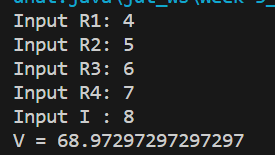 Input R1: 4
Input R2: 5
Input R3: 6
Input R4: 7
Input I : 8
V = 68.97297297297297